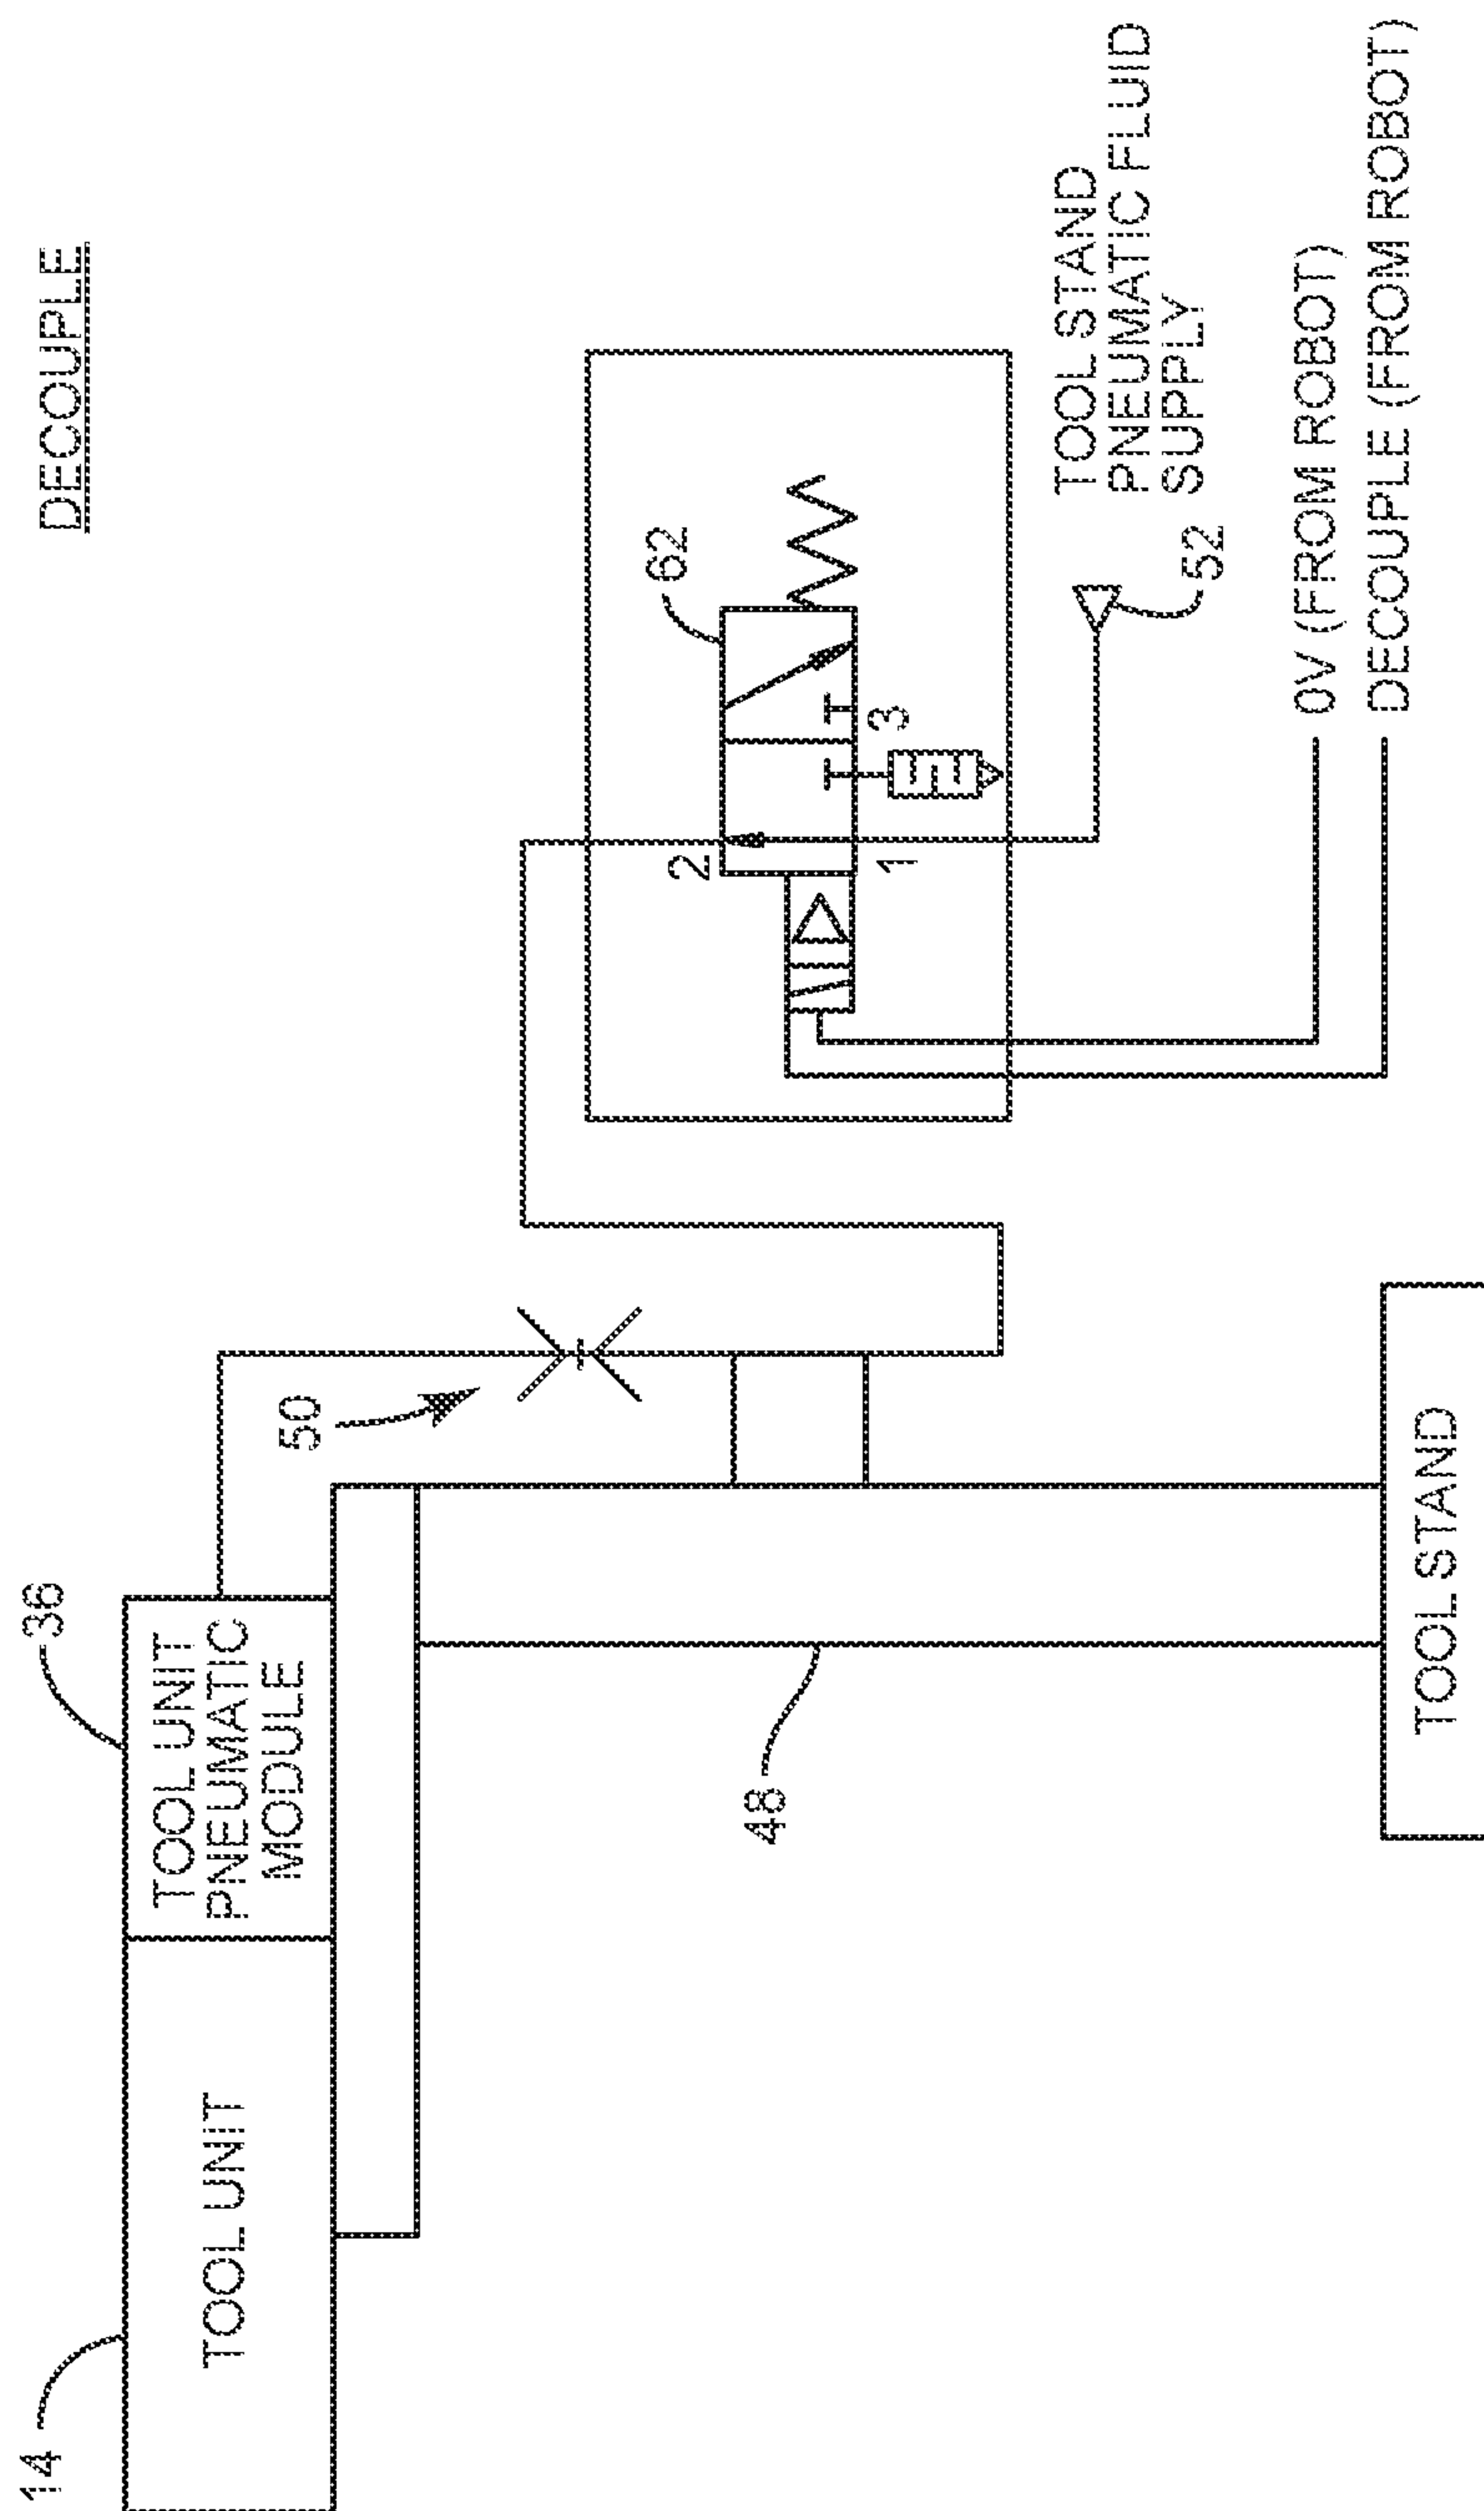 DECOUPLE
14
TOOL UNIT
36
TOOL UNIT
PNEUMATIC
MODULE
50
62
2
1
3
TOOL STAND
PNEUMATIC FLUID
SUPPLY
52
48
0V (FROM ROBOT)
DECOUPLE (FROM ROBOT)
TOOL STAND